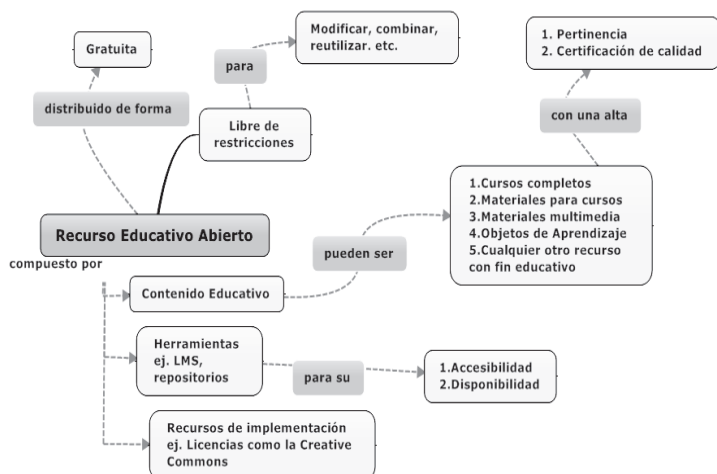 Gratuita
Modificar, combinar,
reutilizar. etc.
1. Pertinencia
2. Certificación de calidad
para
distribuido de forma
con una alta
Libre de
restricciones
1.Cursos completos
2.Materiales para cursos
3.Materiales multimedia
4.Objetos de Aprendizaje
5.Cualquier otro recurso
con fin educativo
Recurso Educativo Abierto
pueden ser
compuesto por
Contenido Educativo
Herramientas
ej. LMS,
repositorios
para su
1.Accesibilidad
2.Disponibilidad
Recursos de implementación
ej. Licencias como la Creative
Commons